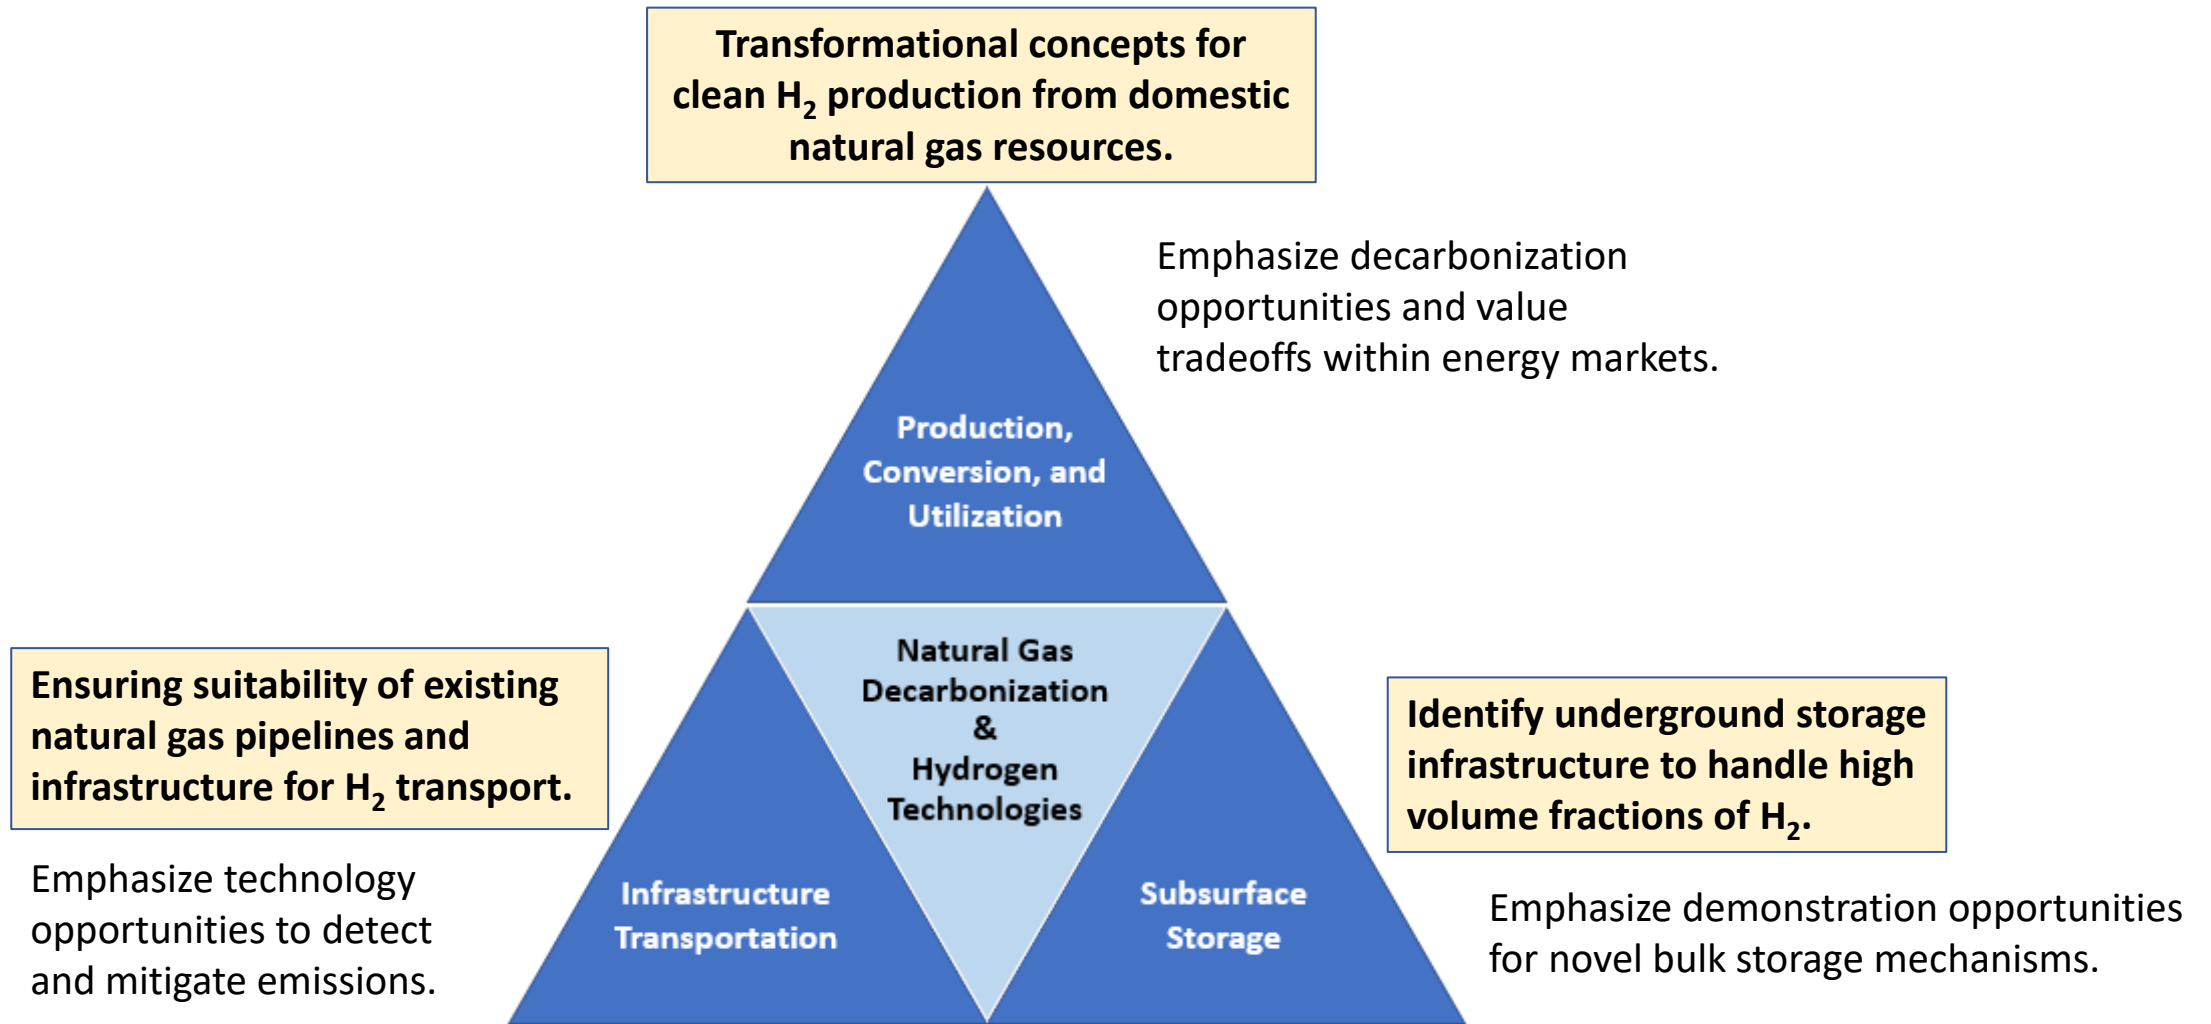 Transformational concepts for
clean H₂ production from domestic
natural gas resources.
Emphasize decarbonization
opportunities and value
tradeoffs within energy markets.
Production,
Conversion, and
Utilization
Natural Gas
Decarbonization
&
Hydrogen
Technologies
Ensuring suitability of existing
natural gas pipelines and
infrastructure for H₂ transport.
Emphasize technology
opportunities to detect
and mitigate emissions.
Infrastructure
Transportation
Subsurface
Storage
Identify underground storage
infrastructure to handle high
volume fractions of H₂.
Emphasize demonstration opportunities
for novel bulk storage mechanisms.